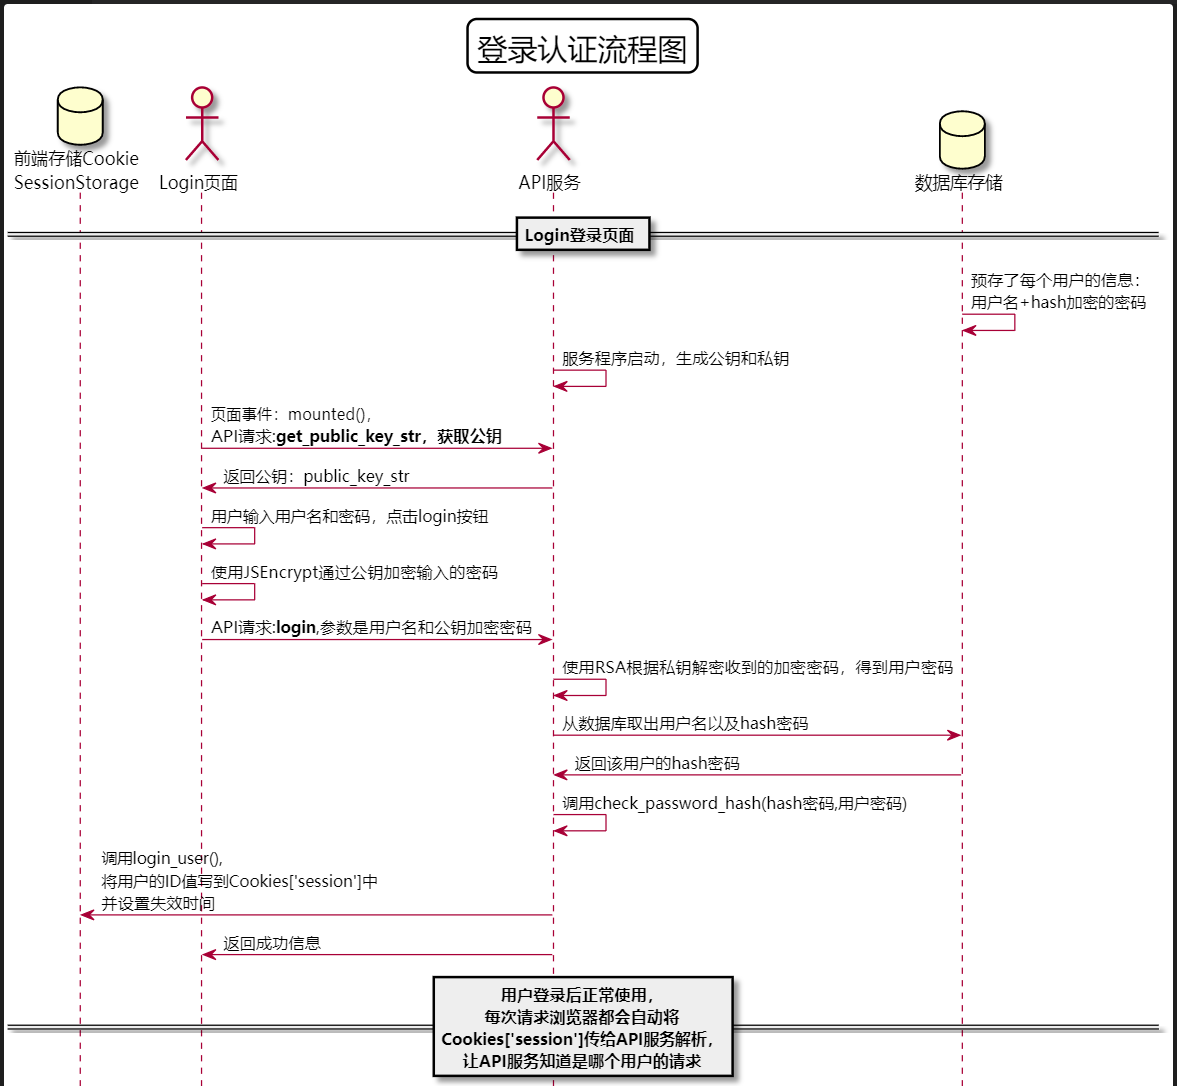 登录认证流程图
前端存储Cookie
SessionStorage
Login页面
API服务
数据库存储
Login登录页面
预存了每个用户的信息：
用户名+hash加密的密码
服务程序启动，生成公钥和私钥
页面事件：mounted()，
API请求:get_public_key_str，获取公钥
返回公钥：public_key_str
用户输入用户名和密码，点击login按钮
使用JSEncrypt通过公钥加密输入的密码
API请求:login,参数是用户名和公钥加密密码
使用RSA根据私钥解密收到的加密密码，得到用户密码
从数据库取出用户名以及hash密码
返回该用户的hash密码
调用check_password_hash(hash密码,用户密码)
调用login_user(),
将用户的ID值写到Cookies['session']中
并设置失效时间
返回成功信息
用户登录后正常使用，
每次请求浏览器都会自动将
Cookies['session']传给API服务解析，
让API服务知道是哪个用户的请求